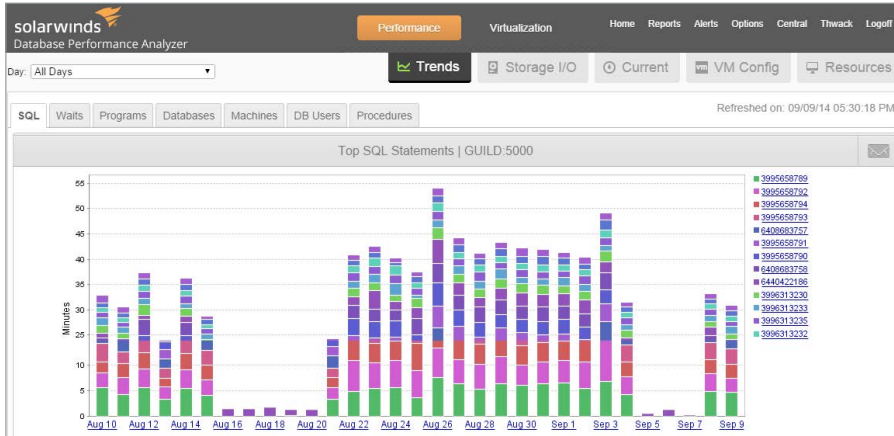 solarwinds
Database Performance Analyzer
Performance
Virtualization
Home Reports Alerts Options Central Thwack Logoff
Day: All Days
Trends
Storage I/O
Current
VM Config
Resources
SQL Waits Programs Databases Machines DB Users Procedures
Refreshed on: 09/09/14 05:30:18 PM
Top SQL Statements | GUILD:5000
Minutes
55
50
45
40
35
30
25
20
15
10
5
0
Aug 10 Aug 12 Aug 14 Aug 16 Aug 18 Aug 20 Aug 22 Aug 24 Aug 26 Aug 28 Aug 30 Sep 1 Sep 3 Sep 5 Sep 7 Sep 9
3995658789
3995658792
3995658794
3995658793
6408683757
3995658791
3995658790
6408683758
6440422186
3996313230
3996313233
3996313235
3996313232